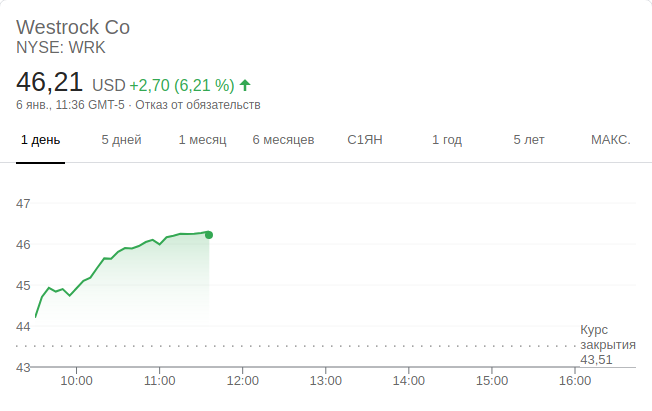 Westrock Co
NYSE: WRK
46,21 USD +2,70 (6,21 %)
6 янв., 11:36 GMT-5 · Отказ от обязательств
1 день 5 дней 1 месяц 6 месяцев С1ЯН 1 год 5 лет МАКС.
47
46
45
44
Курс
закрытия
43,51
43
10:00 11:00 12:00 13:00 14:00 15:00 16:00